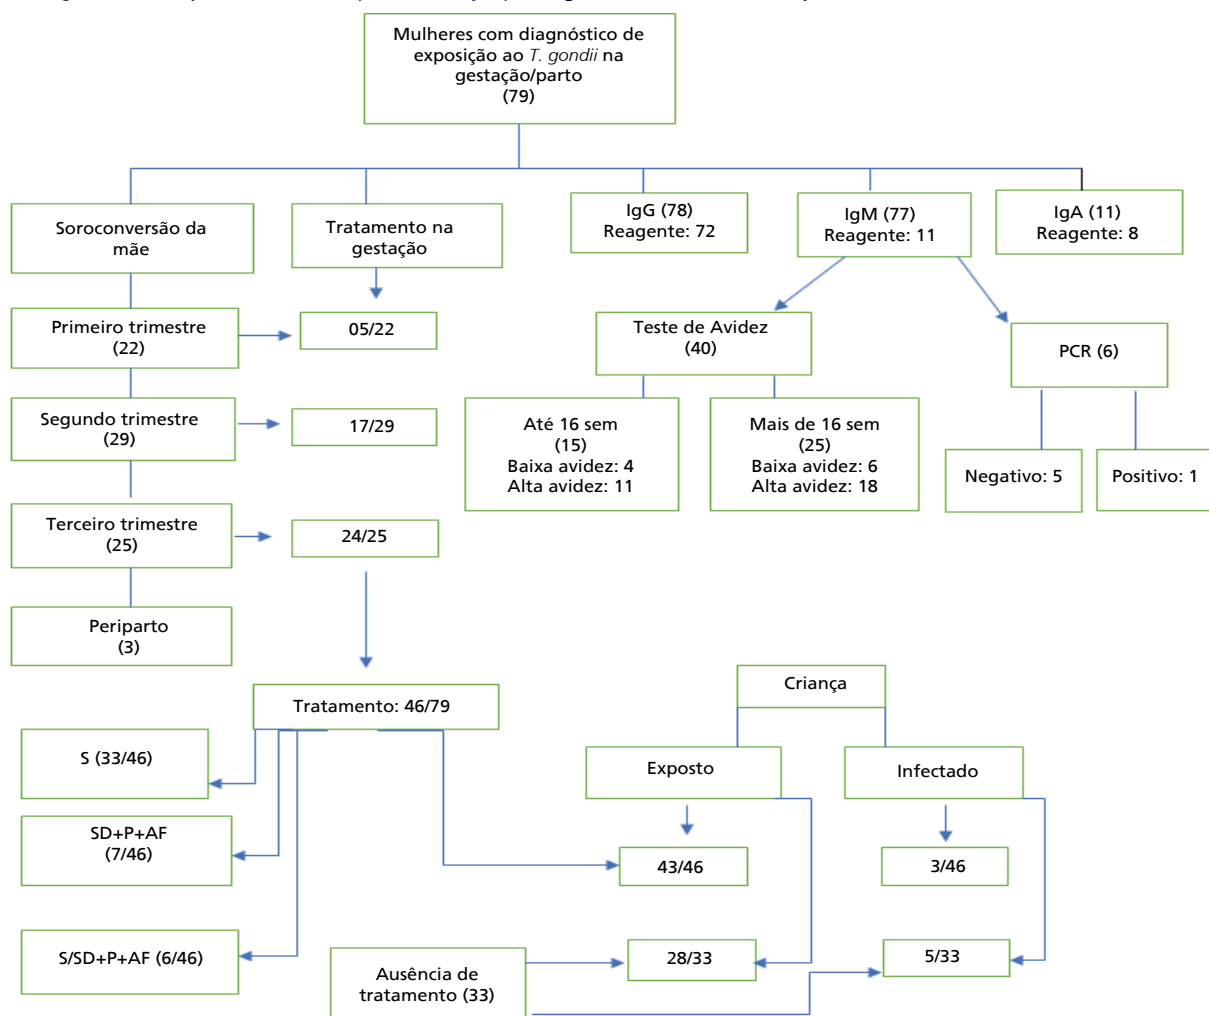 Mulheres com diagnóstico de
exposição ao T. gondii na
gestação/parto
(79)
Soroconversão da
mãe
Tratamento na
gestação
IgG (78)
Reagente: 72
IgM (77)
Reagente: 11
IgA (11)
Reagente: 8
Primeiro trimestre
(22)
05/22
Teste de Avidez
(40)
PCR (6)
Segundo trimestre
(29)
17/29
Até 16 sem
(15)
Baixa avidez: 4
Alta avidez: 11
Mais de 16 sem
(25)
Baixa avidez: 6
Alta avidez: 18
Negativo: 5
Positivo: 1
Terceiro trimestre
(25)
24/25
Periparto
(3)
Tratamento: 46/79
Criança
S (33/46)
Exposto
Infectado
SD+P+AF
(7/46)
43/46
3/46
S/SD+P+AF (6/46)
Ausência de
tratamento (33)
28/33
5/33